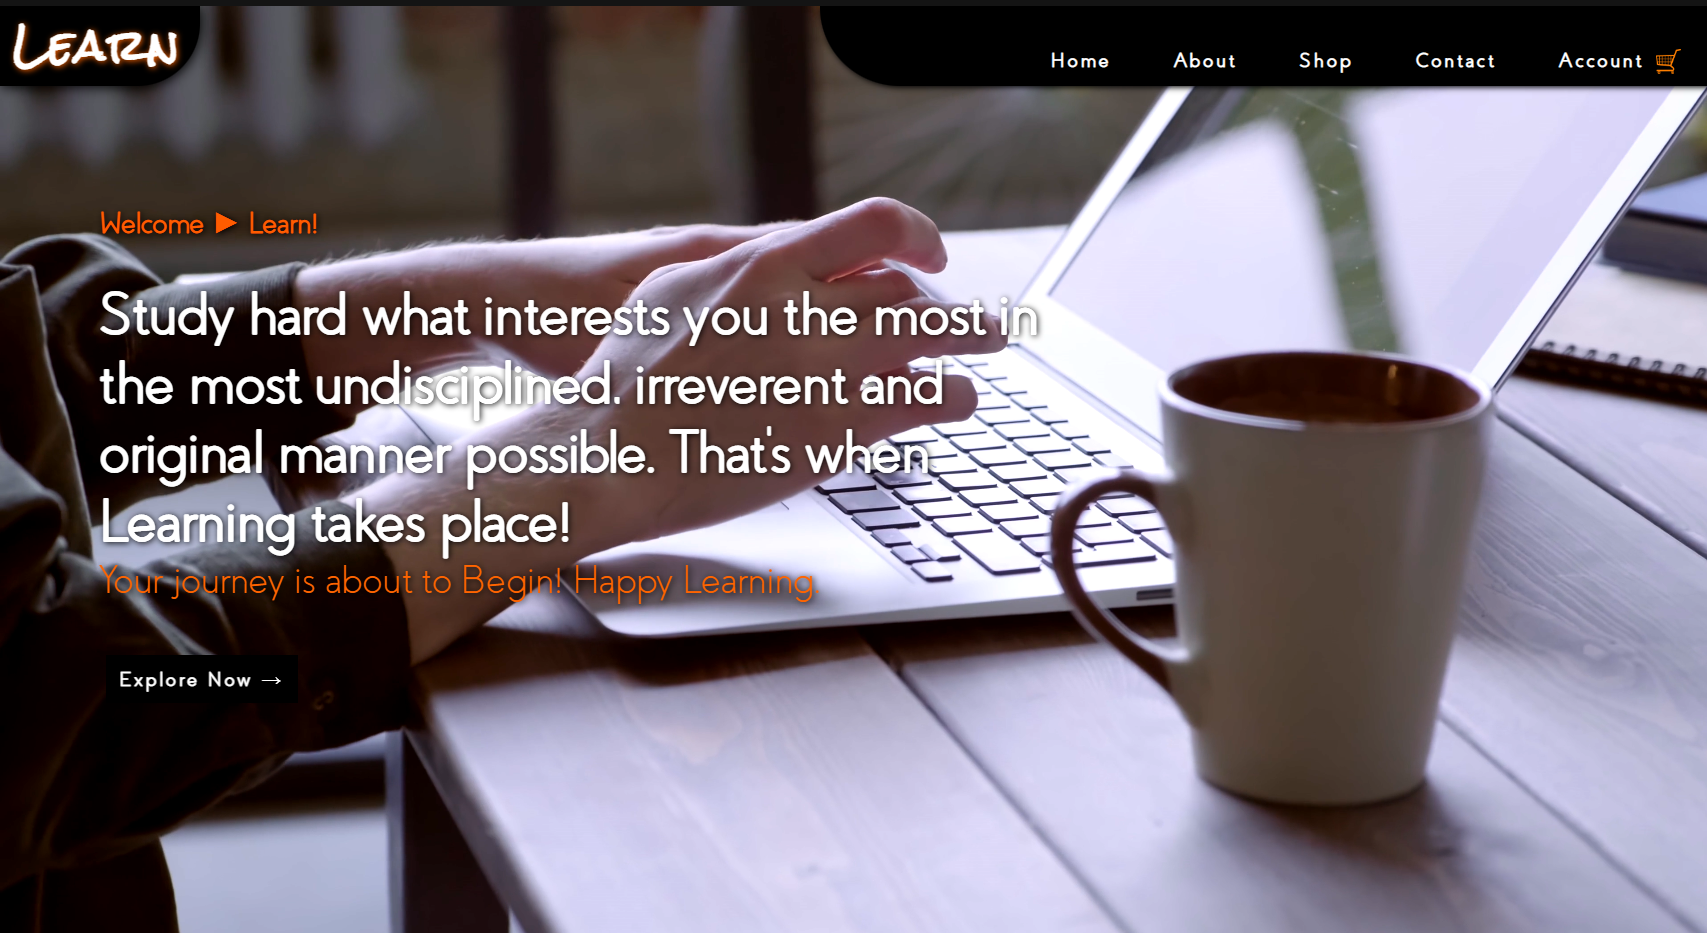 Learn
Home About Shop Contact Account
Welcome ► Learn!
Study hard what interests you the most in
the most undisciplined. irreverent and
original manner possible. That's when
Learning takes place!
Your journey is about to Begin! Happy Learning.
Explore Now →